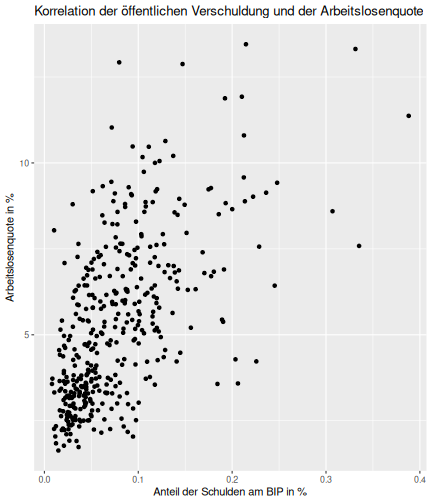 Korrelation der öffentlichen Verschuldung und der Arbeitslosenquote
Arbeitslosenquote in %
10
5
0.0 0.1 0.2 0.3 0.4
Anteil der Schulden am BIP in %